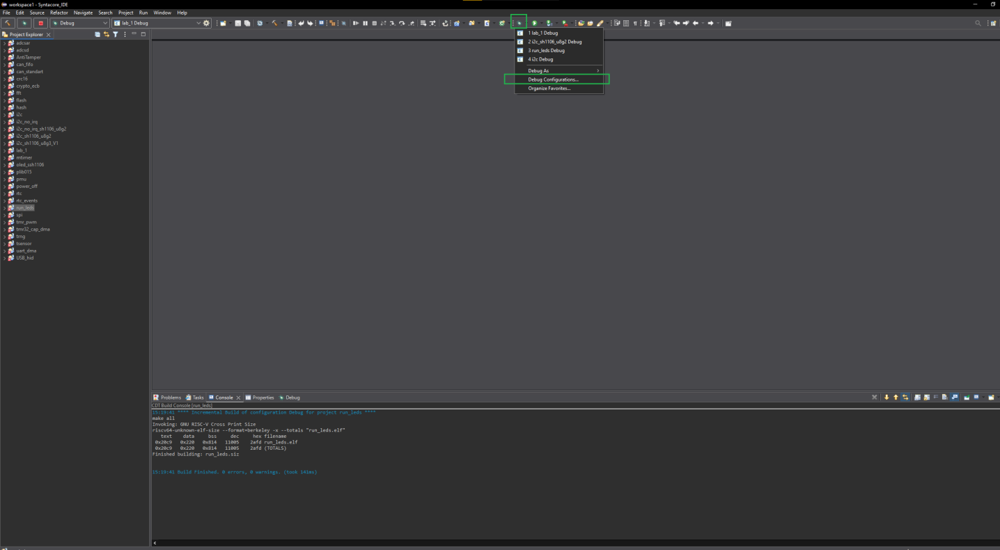 workspace1 - Syntacore_IDE
File Edit Source Refactor Navigate Search Project Run Window Help
Debug
lab_1 Debug
Project Explorer
adcsar
adcsd
AntiTamper
can_fifo
can_standart
crc16
crypto_ecb
fft
flash
hash
i2c
i2c_no_irq
i2c_no_irq_sh1106_u8g2
i2c_sh1106_u8g2
i2c_sh1106_u8g3_V1
lab_1
mtimer
oled_ssh1106
plib015
pmu
power_off
rtc
rtc_events
run_leds
spi
tmr_pwm
tmr32_cap_dma
trng
tsensor
uart_dma
USB_hid
1 lab_1 Debug
2 i2c_sh1106_u8g2 Debug
3 run_leds Debug
4 i2c Debug
Debug As
Debug Configurations...
Organize Favorites...
Problems Tasks Console Properties Debug
CDT Build Console [run_leds]
15:19:41 **** Incremental Build of configuration Debug for project run_leds ****
make all
Invoking: GNU RISC-V Cross Print Size
riscv64-unknown-elf-size --format=berkeley -x --totals "run_leds.elf"
text data bss dec hex filename
0x20c9 0x220 0x814 11005 2afd run_leds.elf
0x20c9 0x220 0x814 11005 2afd (TOTALS)
Finished building: run_leds.siz
15:19:41 Build Finished. 0 errors, 0 warnings. (took 141ms)